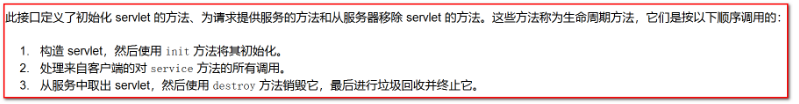 此接口定义了初始化 servlet 的方法、为请求提供服务的方法和从服务器移除 servlet 的方法。这些方法称为生命周期方法，它们是按以下顺序调用的：
1. 构造 servlet，然后使用 init 方法将其初始化。
2. 处理来自客户端的对 service 方法的所有调用。
3. 从服务中取出 servlet，然后使用 destroy 方法销毁它，最后进行垃圾回收并终止它。